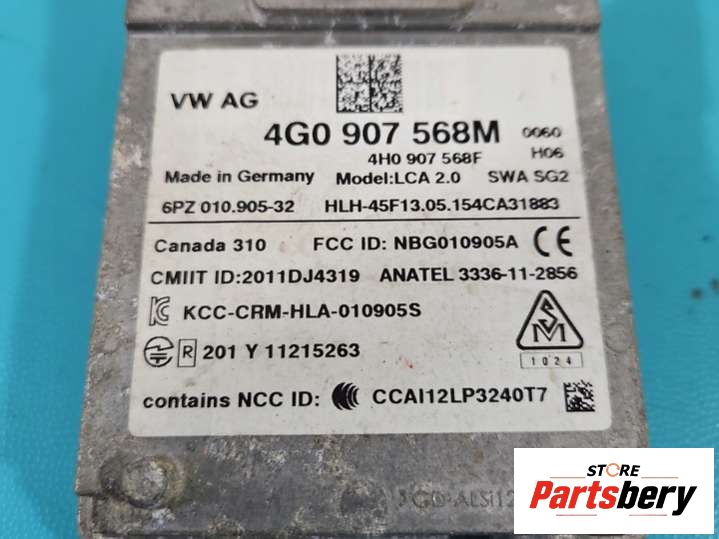 VW AG
4G0 907 568M 0060
4H0 907 568F H06
Made in Germany Model:LCA 2.0 SWA SG2
6PZ 010.905-32 HLH-45F13.05.154CA31883
Canada 310 FCC ID: NBG010905A CE
CMIIT ID:2011DJ4319 ANATEL 3336-11-2856
KCC-CRM-HLA-010905S
R 201 Y 11215263
S M
1024
contains NCC ID: CCAI12LP3240T7
STORE
Partsbery